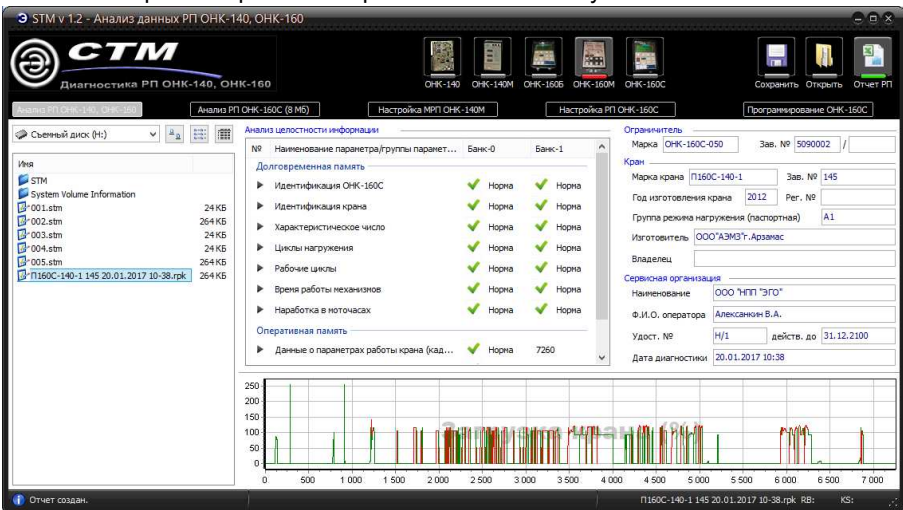 STM v 1.2 - Анализ данных РП ОНК-140, ОНК-160
СТМ
Диагностика РП ОНК-140, ОНК-160
ОНК-140 ОНК-140М ОНК-160Б ОНК-160М ОНК-160С
Сохранить Открыть Отчет РП
Анализ РП ОНК-140, ОНК-160
Анализ РП ОНК-160С (8 Мб)
Настройка МРП ОНК-140М
Настройка РП ОНК-160С
Программирование ОНК-160С
Съемный диск (H:)
Имя
STM
System Volume Information
001.stm 24 КБ
002.stm 264 КБ
003.stm 24 КБ
004.stm 24 КБ
005.stm 264 КБ
П160С-140-1 145 20.01.2017 10-38.rpk 264 КБ
Анализ целостности информации
№ Наименование параметра/группы парамет... Банк-0 Банк-1
Долговременная память
Идентификация ОНК-160С Норма Норма
Идентификация крана Норма Норма
Характеристическое число Норма Норма
Циклы нагружения Норма Норма
Рабочие циклы Норма Норма
Время работы механизмов Норма Норма
Наработка в моточасах Норма Норма
Оперативная память
Данные о параметрах работы крана (кад... Норма 7260
Ограничитель
Марка ОНК-160С-050 Зав. № 5090002 /
Кран
Марка крана П160С-140-1 Зав. № 145
Год изготовления крана 2012 Рег. №
Группа режима нагружения (паспортная) А1
Изготовитель ООО"АЭМЗ"г.Арзамас
Владелец
Сервисная организация
Наименование ООО "НПП "ЭГО"
Ф.И.О. оператора Алексанкин В.А.
Удост. № Н/1 действ. до 31.12.2100
Дата диагностики 20.01.2017 10:38
Загрузка крана (%)
250
200
150
100
50
0
0 500 1 000 1 500 2 000 2 500 3 000 3 500 4 000 4 500 5 000 5 500 6 000 6 500 7 000
Отчет создан.
П160С-140-1 145 20.01.2017 10-38.rpk RB: KS: